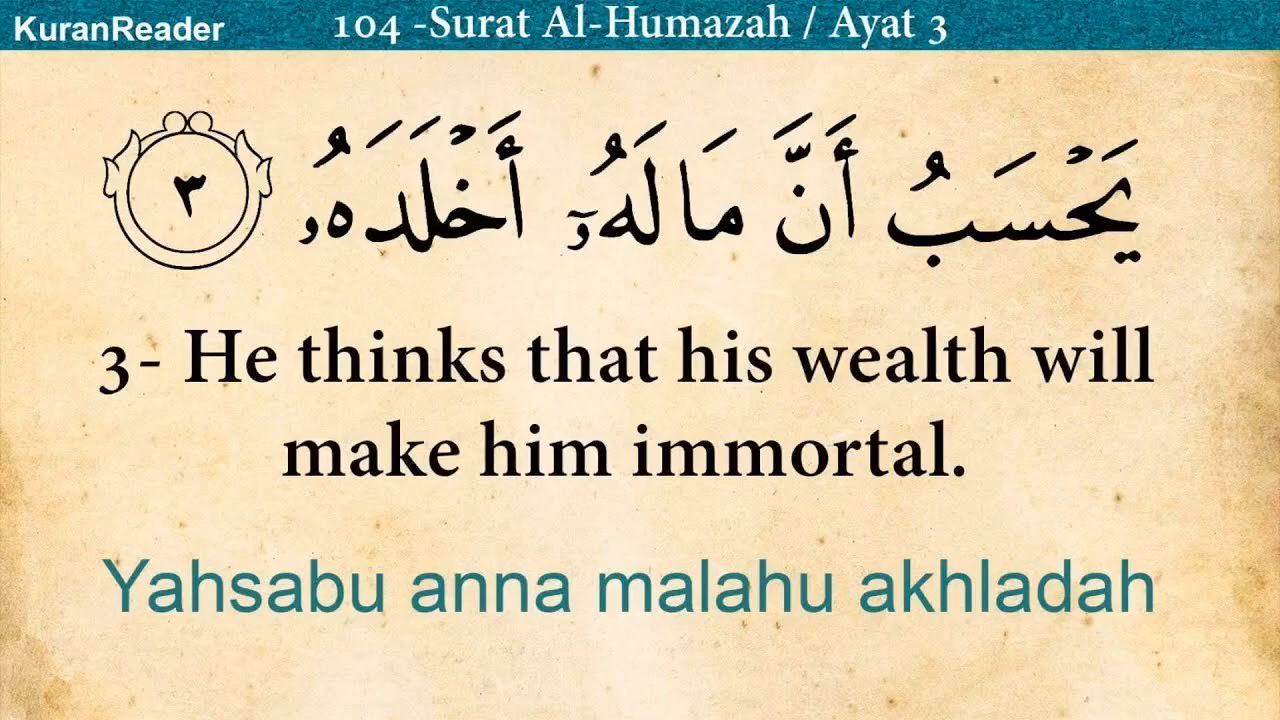 KuranReader
104 -Surat Al-Humazah / Ayat 3
يَحْسَبُ أَنَّ مَالَهُۥٓ أَخْلَدَهُۥ ٣
3- He thinks that his wealth will
make him immortal.
Yahsabu anna malahu akhladah